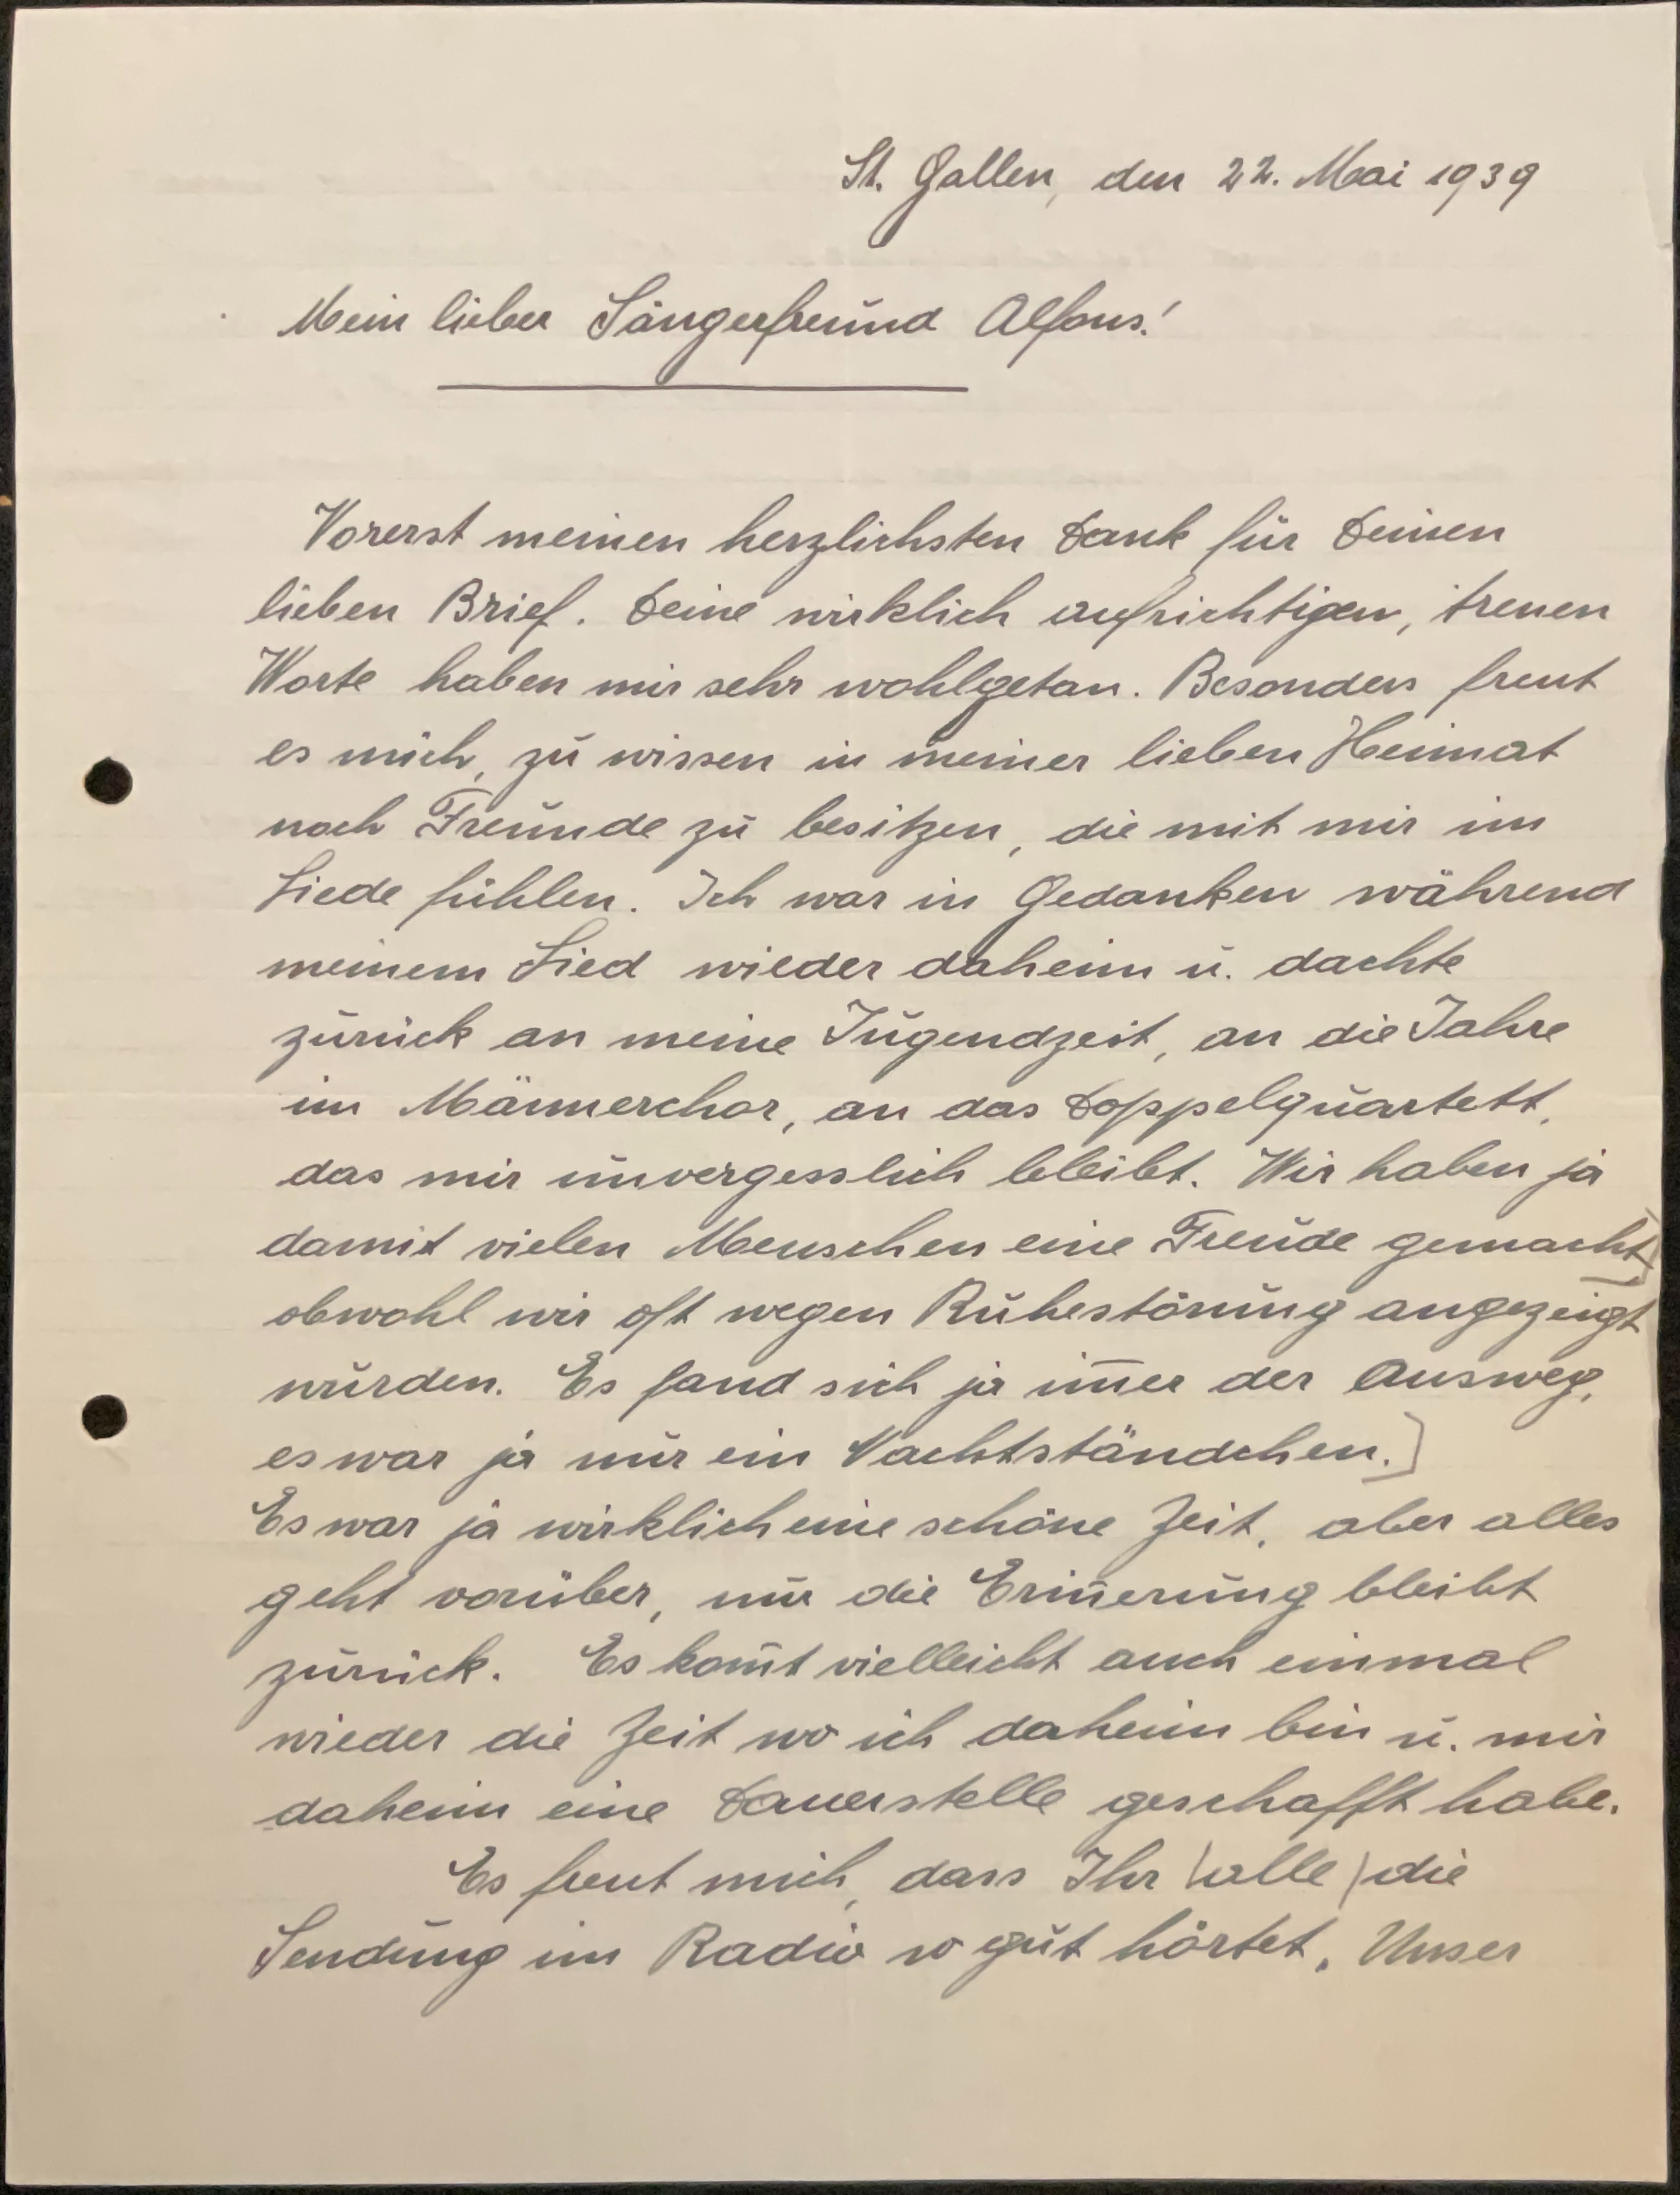 St. Gallen, den 22. Mai 1939
Mein lieber Sängerfreund Alfons!
Vorerst meinen herzlichsten Dank für Deinen
lieben Brief. Deine wirklich aufrichtigen, treuen
Worte haben mir sehr wohlgetan. Besonders freut
es mich, zu wissen in meiner lieben Heimat
noch Freunde zu besitzen, die mit mir im
Liede fühlen. Ich war in Gedanken während
meinem Lied wieder daheim u. dachte
zurück an meine Jugendzeit, an die Jahre
im Männerchor, an das Doppelquartett,
das mir unvergesslich bleibt. Wir haben ja
damit vielen Menschen eine Freude gemacht,
obwohl wir oft wegen Ruhestörung angezeigt
wurden. Es fand sich ja im̅er der Ausweg,
es war ja nur ein Nachtständchen.]
Es war ja wirklich eine schöne Zeit, aber alles
geht vorüber, nur die Erin̅erung bleibt
zurück. Es kom̅t vielleicht auch einmal
wieder die Zeit wo ich daheim bin u. mir
daheim eine Dauerstelle geschafft habe.
Es freut mich, dass Ihr (alle) die
Sendung im Radio so gut hörtet. Unser